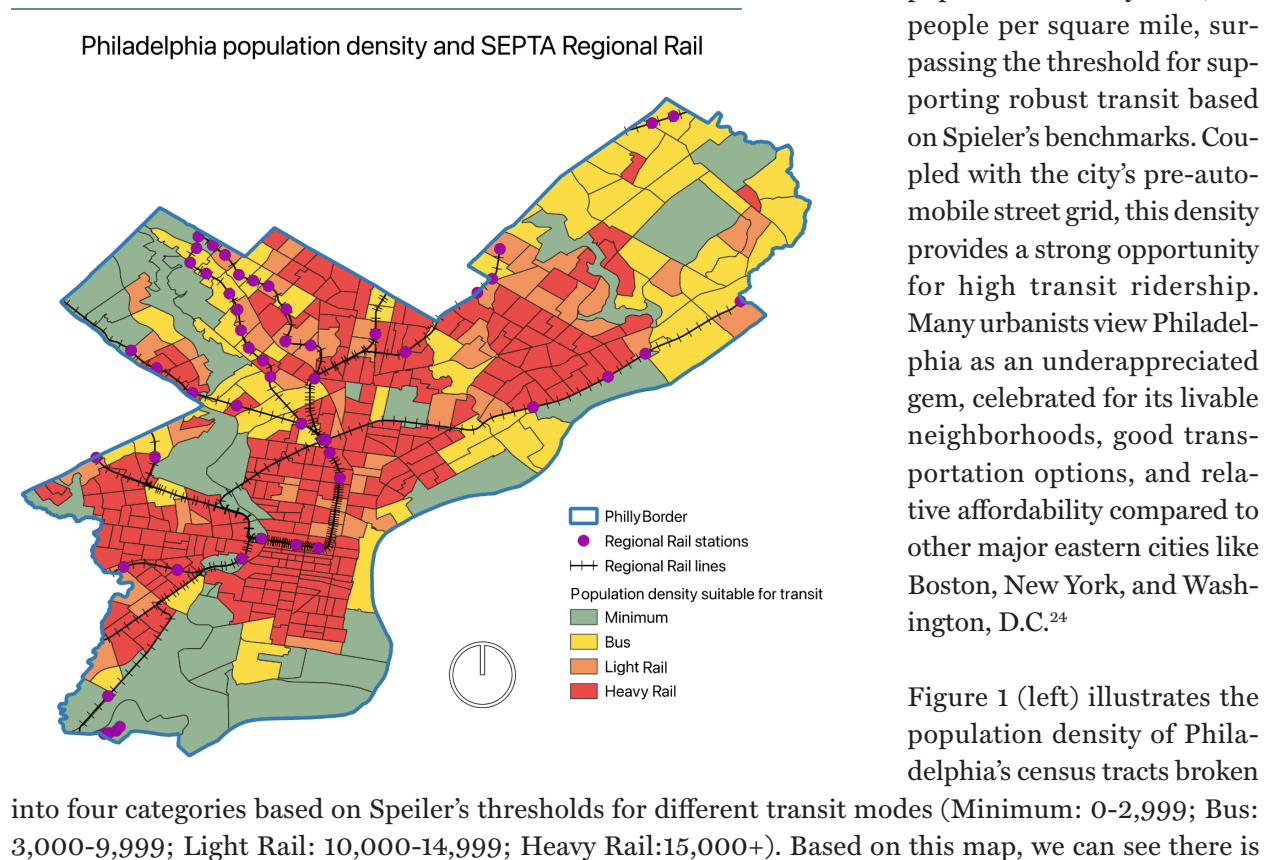 people per square mile, sur-
passing the threshold for sup-
porting robust transit based
on Spieler’s benchmarks. Cou-
pled with the city’s pre-auto-
mobile street grid, this density
provides a strong opportunity
for high transit ridership.
Many urbanists view Philadel-
phia as an underappreciated
gem, celebrated for its livable
neighborhoods, good trans-
portation options, and rela-
tive affordability compared to
other major eastern cities like
Boston, New York, and Wash-
ington, D.C.²⁴
Philadelphia population density and SEPTA Regional Rail
Philly Border
Regional Rail stations
Regional Rail lines
Population density suitable for transit
Minimum
Bus
Light Rail
Heavy Rail
Figure 1 (left) illustrates the
population density of Phila-
delphia’s census tracts broken
into four categories based on Speiler’s thresholds for different transit modes (Minimum: 0-2,999; Bus:
3,000-9,999; Light Rail: 10,000-14,999; Heavy Rail:15,000+). Based on this map, we can see there is